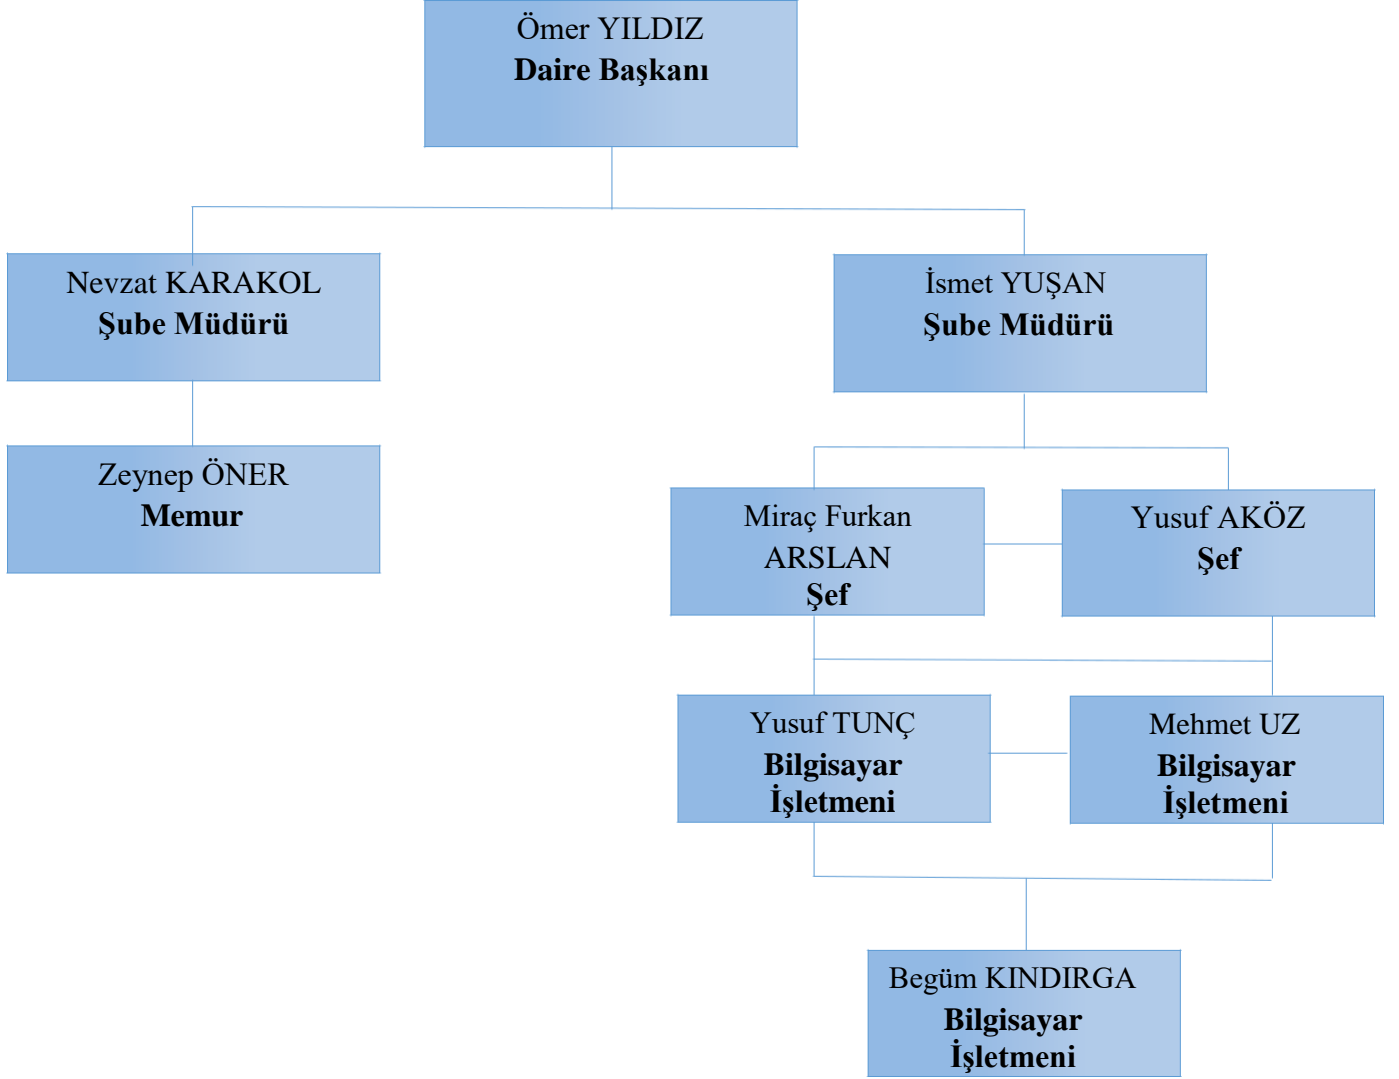 Ömer YILDIZ
Daire Başkanı
Nevzat KARAKOL
Şube Müdürü
İsmet YUŞAN
Şube Müdürü
Zeynep ÖNER
Memur
Miraç Furkan
ARSLAN
Şef
Yusuf AKÖZ
Şef
Yusuf TUNÇ
Bilgisayar
İşletmeni
Mehmet UZ
Bilgisayar
İşletmeni
Begüm KINDIRGA
Bilgisayar
İşletmeni